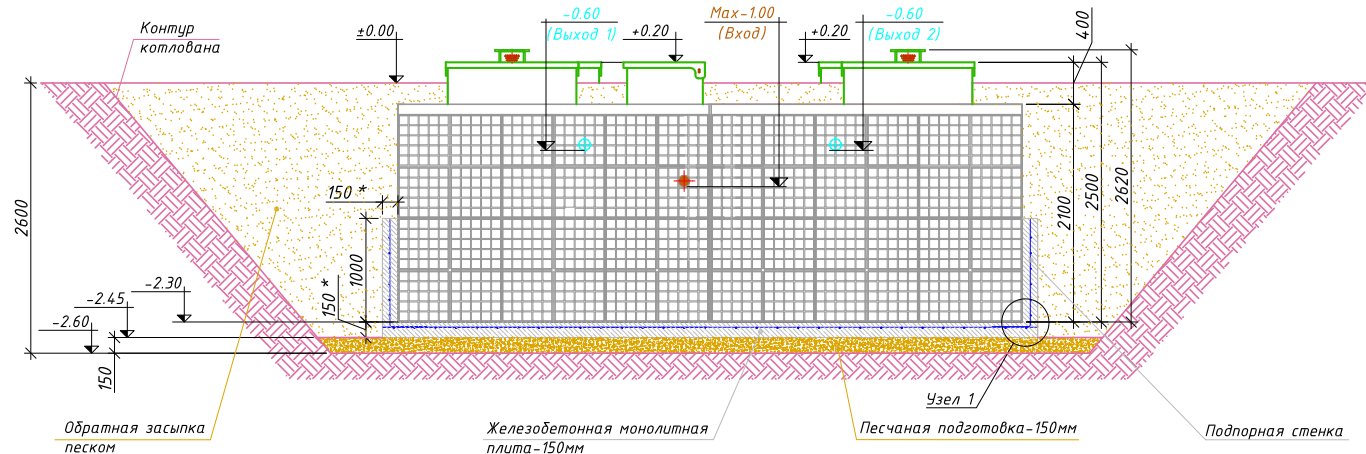 Контур
котлована
±0.00
-0.60
(Выход 1)
+0.20
Max-1.00
(Вход)
+0.20
-0.60
(Выход 2)
400
2600
150 *
1000
150 *
-2.30
-2.45
-2.60
150
2100
2500
2620
Узел 1
Обратная засыпка
песком
Железобетонная монолитная
плита-150мм
Песчаная подготовка-150мм
Подпорная стенка